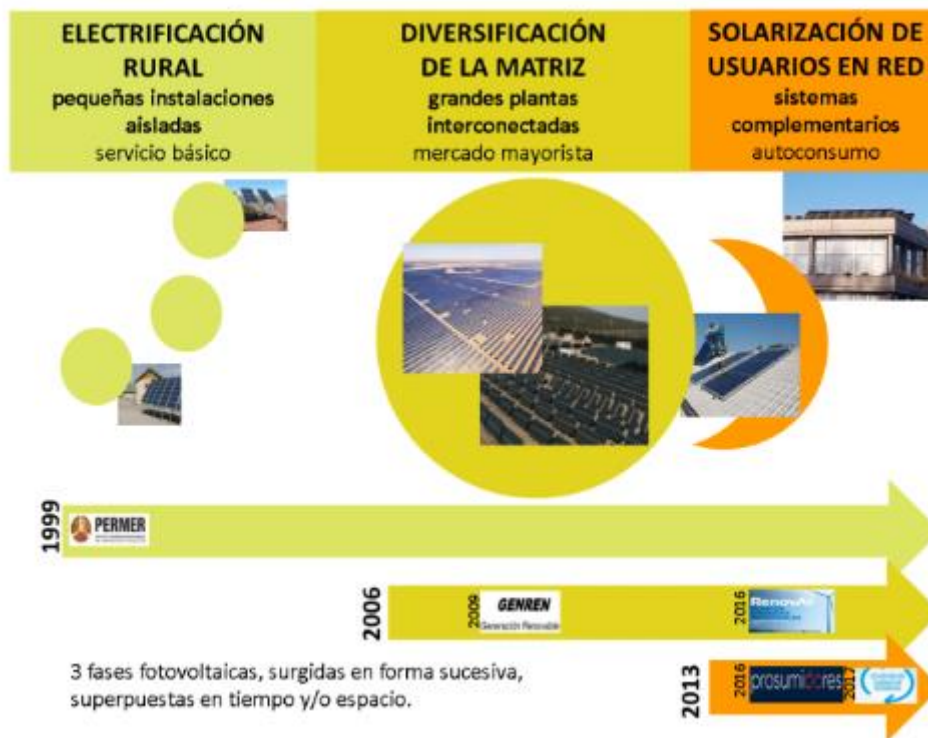 ELECTRIFICACIÓN
RURAL
pequeñas instalaciones
aisladas
servicio básico
DIVERSIFICACIÓN
DE LA MATRIZ
grandes plantas
interconectadas
mercado mayorista
SOLARIZACIÓN DE
USUARIOS EN RED
sistemas
complementarios
autoconsumo
1999
PERMER
2006
2009
GENREN
Generación Renovable
2016
RenovAr
3 fases fotovoltaicas, surgidas en forma sucesiva,
superpuestas en tiempo y/o espacio.
2013
2016
prosumidores
2017